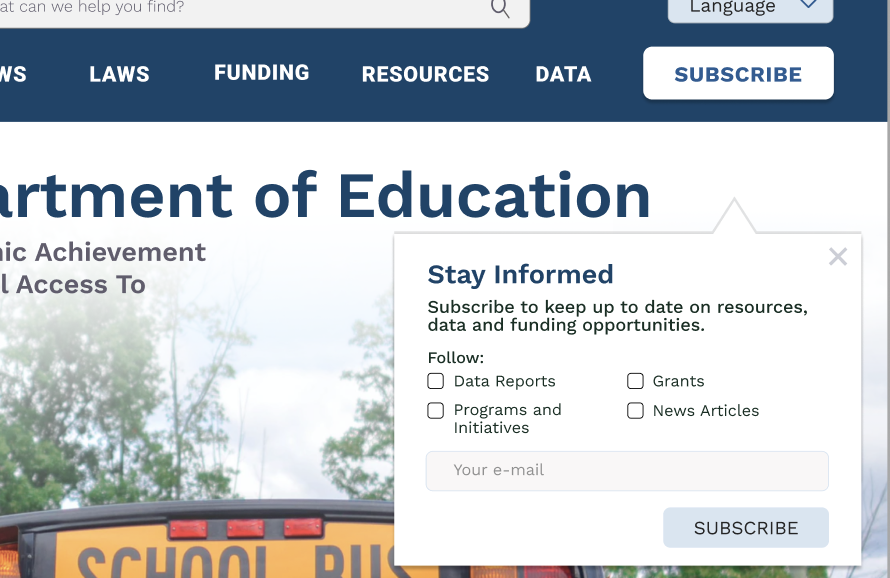 at can we help you find?
Language
WS LAWS FUNDING RESOURCES DATA SUBSCRIBE
artment of Education
nic Achievement
l Access To
Stay Informed
Subscribe to keep up to date on resources,
data and funding opportunities.
Follow:
Data Reports Grants
Programs and News Articles
Initiatives
Your e-mail
SUBSCRIBE
SCHOOL BUS